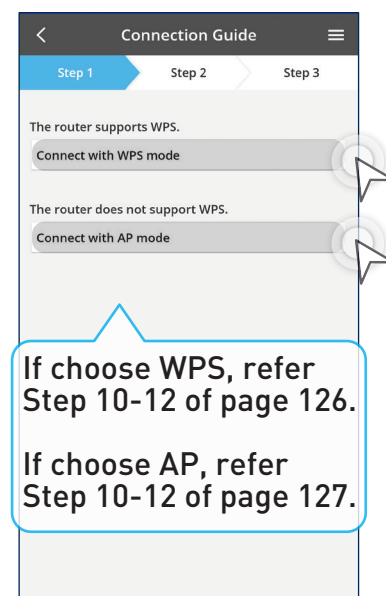 Connection Guide
Step 1 Step 2 Step 3
The router supports WPS.
Connect with WPS mode
The router does not support WPS.
Connect with AP mode
If choose WPS, refer
Step 10-12 of page 126.
If choose AP, refer
Step 10-12 of page 127.